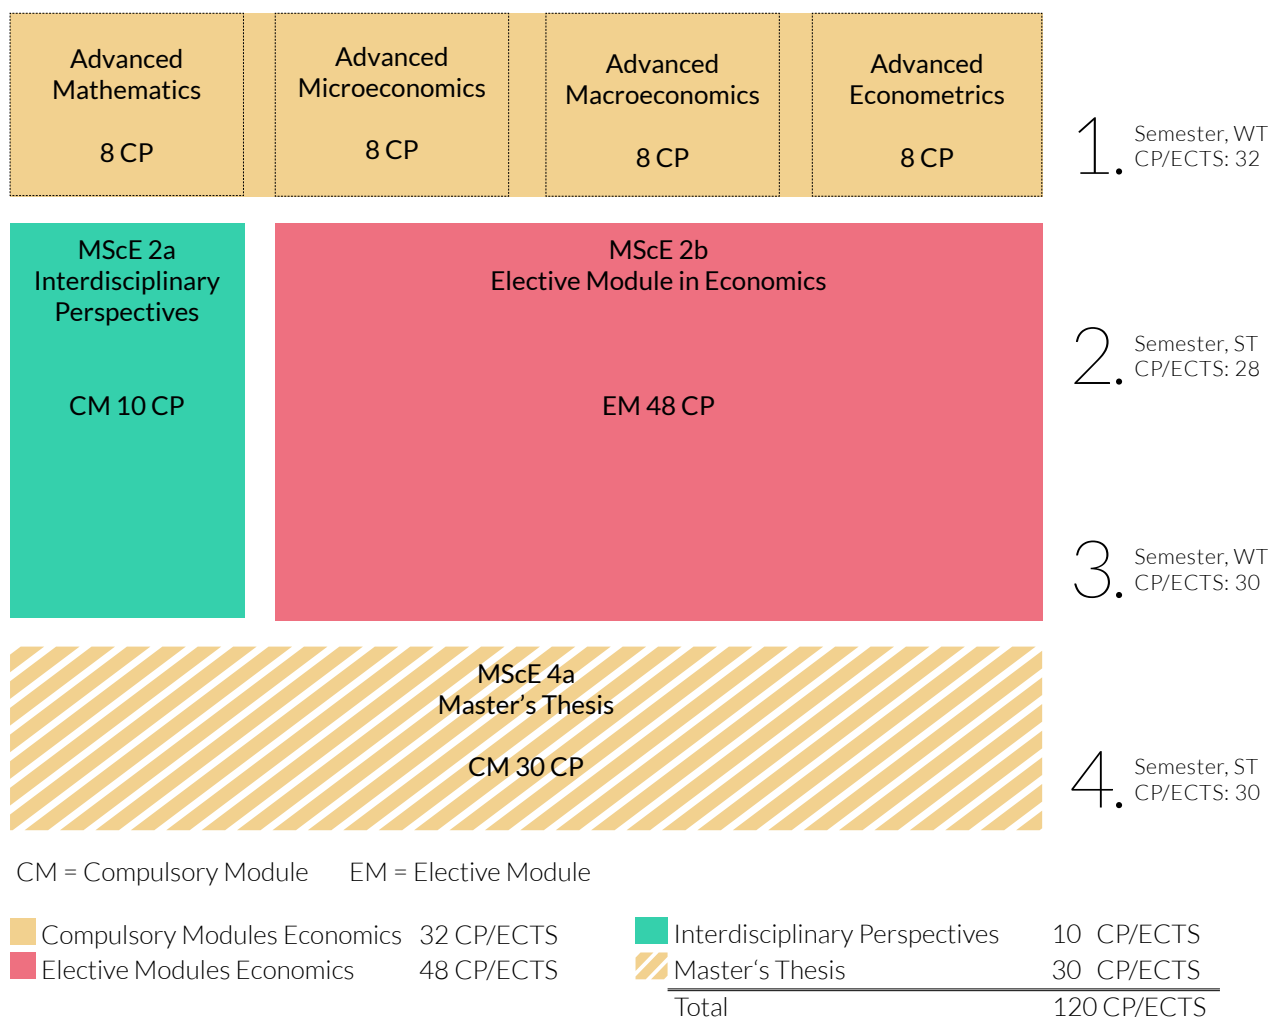 Advanced
Mathematics
8 CP
Advanced
Microeconomics
8 CP
Advanced
Macroeconomics
8 CP
Advanced
Econometrics
8 CP
1.
Semester, WT
CP/ECTS: 32
MScE 2a
Interdisciplinary
Perspectives
CM 10 CP
MScE 2b
Elective Module in Economics
EM 48 CP
2.
Semester, ST
CP/ECTS: 28
3.
Semester, WT
CP/ECTS: 30
MScE 4a
Master’s Thesis
CM 30 CP
4.
Semester, ST
CP/ECTS: 30
CM = Compulsory Module EM = Elective Module
Compulsory Modules Economics 32 CP/ECTS
Elective Modules Economics 48 CP/ECTS
Interdisciplinary Perspectives 10 CP/ECTS
Master‘s Thesis 30 CP/ECTS
Total 120 CP/ECTS